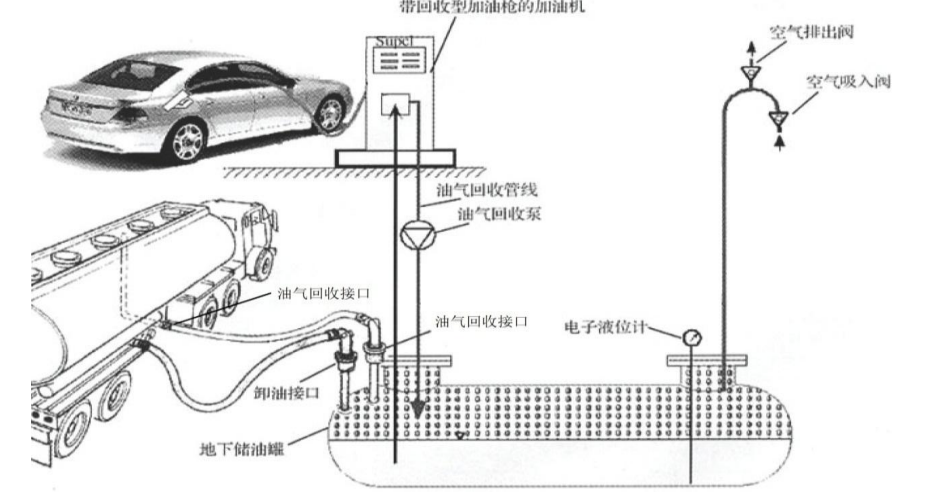 带回收型加油枪的加油机
Supcl
空气排出阀
空气吸入阀
油气回收管线
油气回收泵
油气回收接口
油气回收接口
电子液位计
卸油接口
地下储油罐